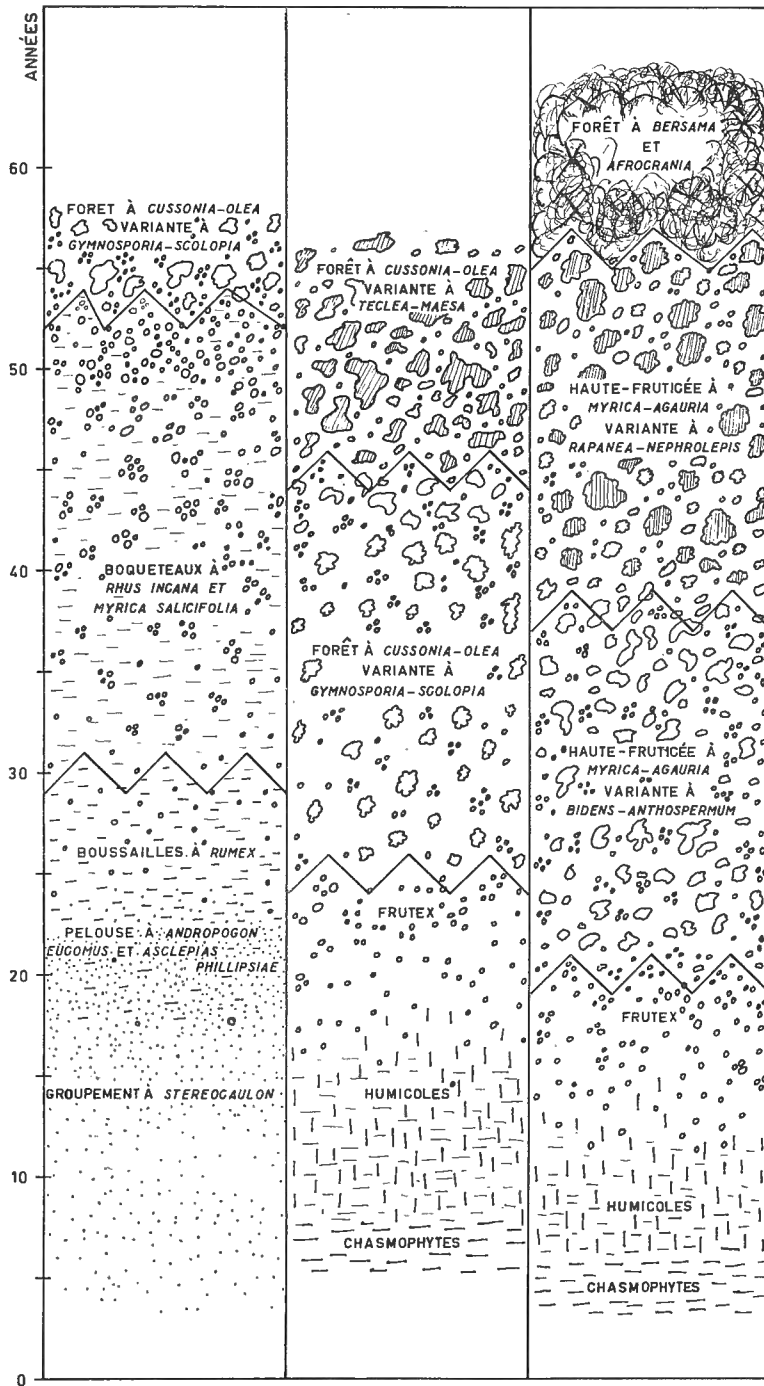 ANNÉES
60
50
40
30
20
10
0
FORET À CUSSONIA-OLEA
VARIANTE À
GYMNOSPORIA-SCOLOPIA
BOQUETEAUX À
RHUS INCANA ET
MYRICA SALICIFOLIA
BOUSSAILLES À RUMEX
PELOUSE À ANDROPOGON
EUCOMUS ET ASCLEPIAS
PHILLIPSIAE
GROUPEMENT À STEREOCAULON
FORÊT À CUSSONIA-OLEA
VARIANTE À
TECLEA-MAESA
FORÊT À CUSSONIA-OLEA
VARIANTE À
GYMNOSPORIA-SCOLOPIA
FRUTEX
HUMICOLES
CHASMOPHYTES
FORÊT À BERSAMA
ET
AFROCRANIA
HAUTE-FRUTICÉE À
MYRICA-AGAURIA
VARIANTE À
RAPANEA-NEPHROLEPIS
HAUTE-FRUTICÉE À
MYRICA-AGAURIA
VARIANTE À
BIDENS-ANTHOSPERMUM
FRUTEX
HUMICOLES
CHASMOPHYTES